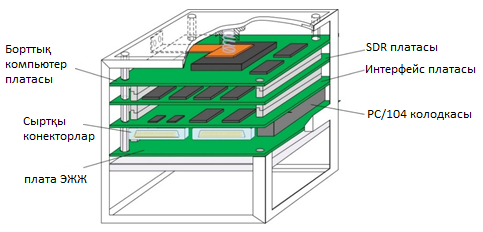 Борттық
компьютер
платасы
Сыртқы
конекторлар
плата ЭЖЖ
SDR платасы
Интерфейс платасы
PC/104 колодкасы